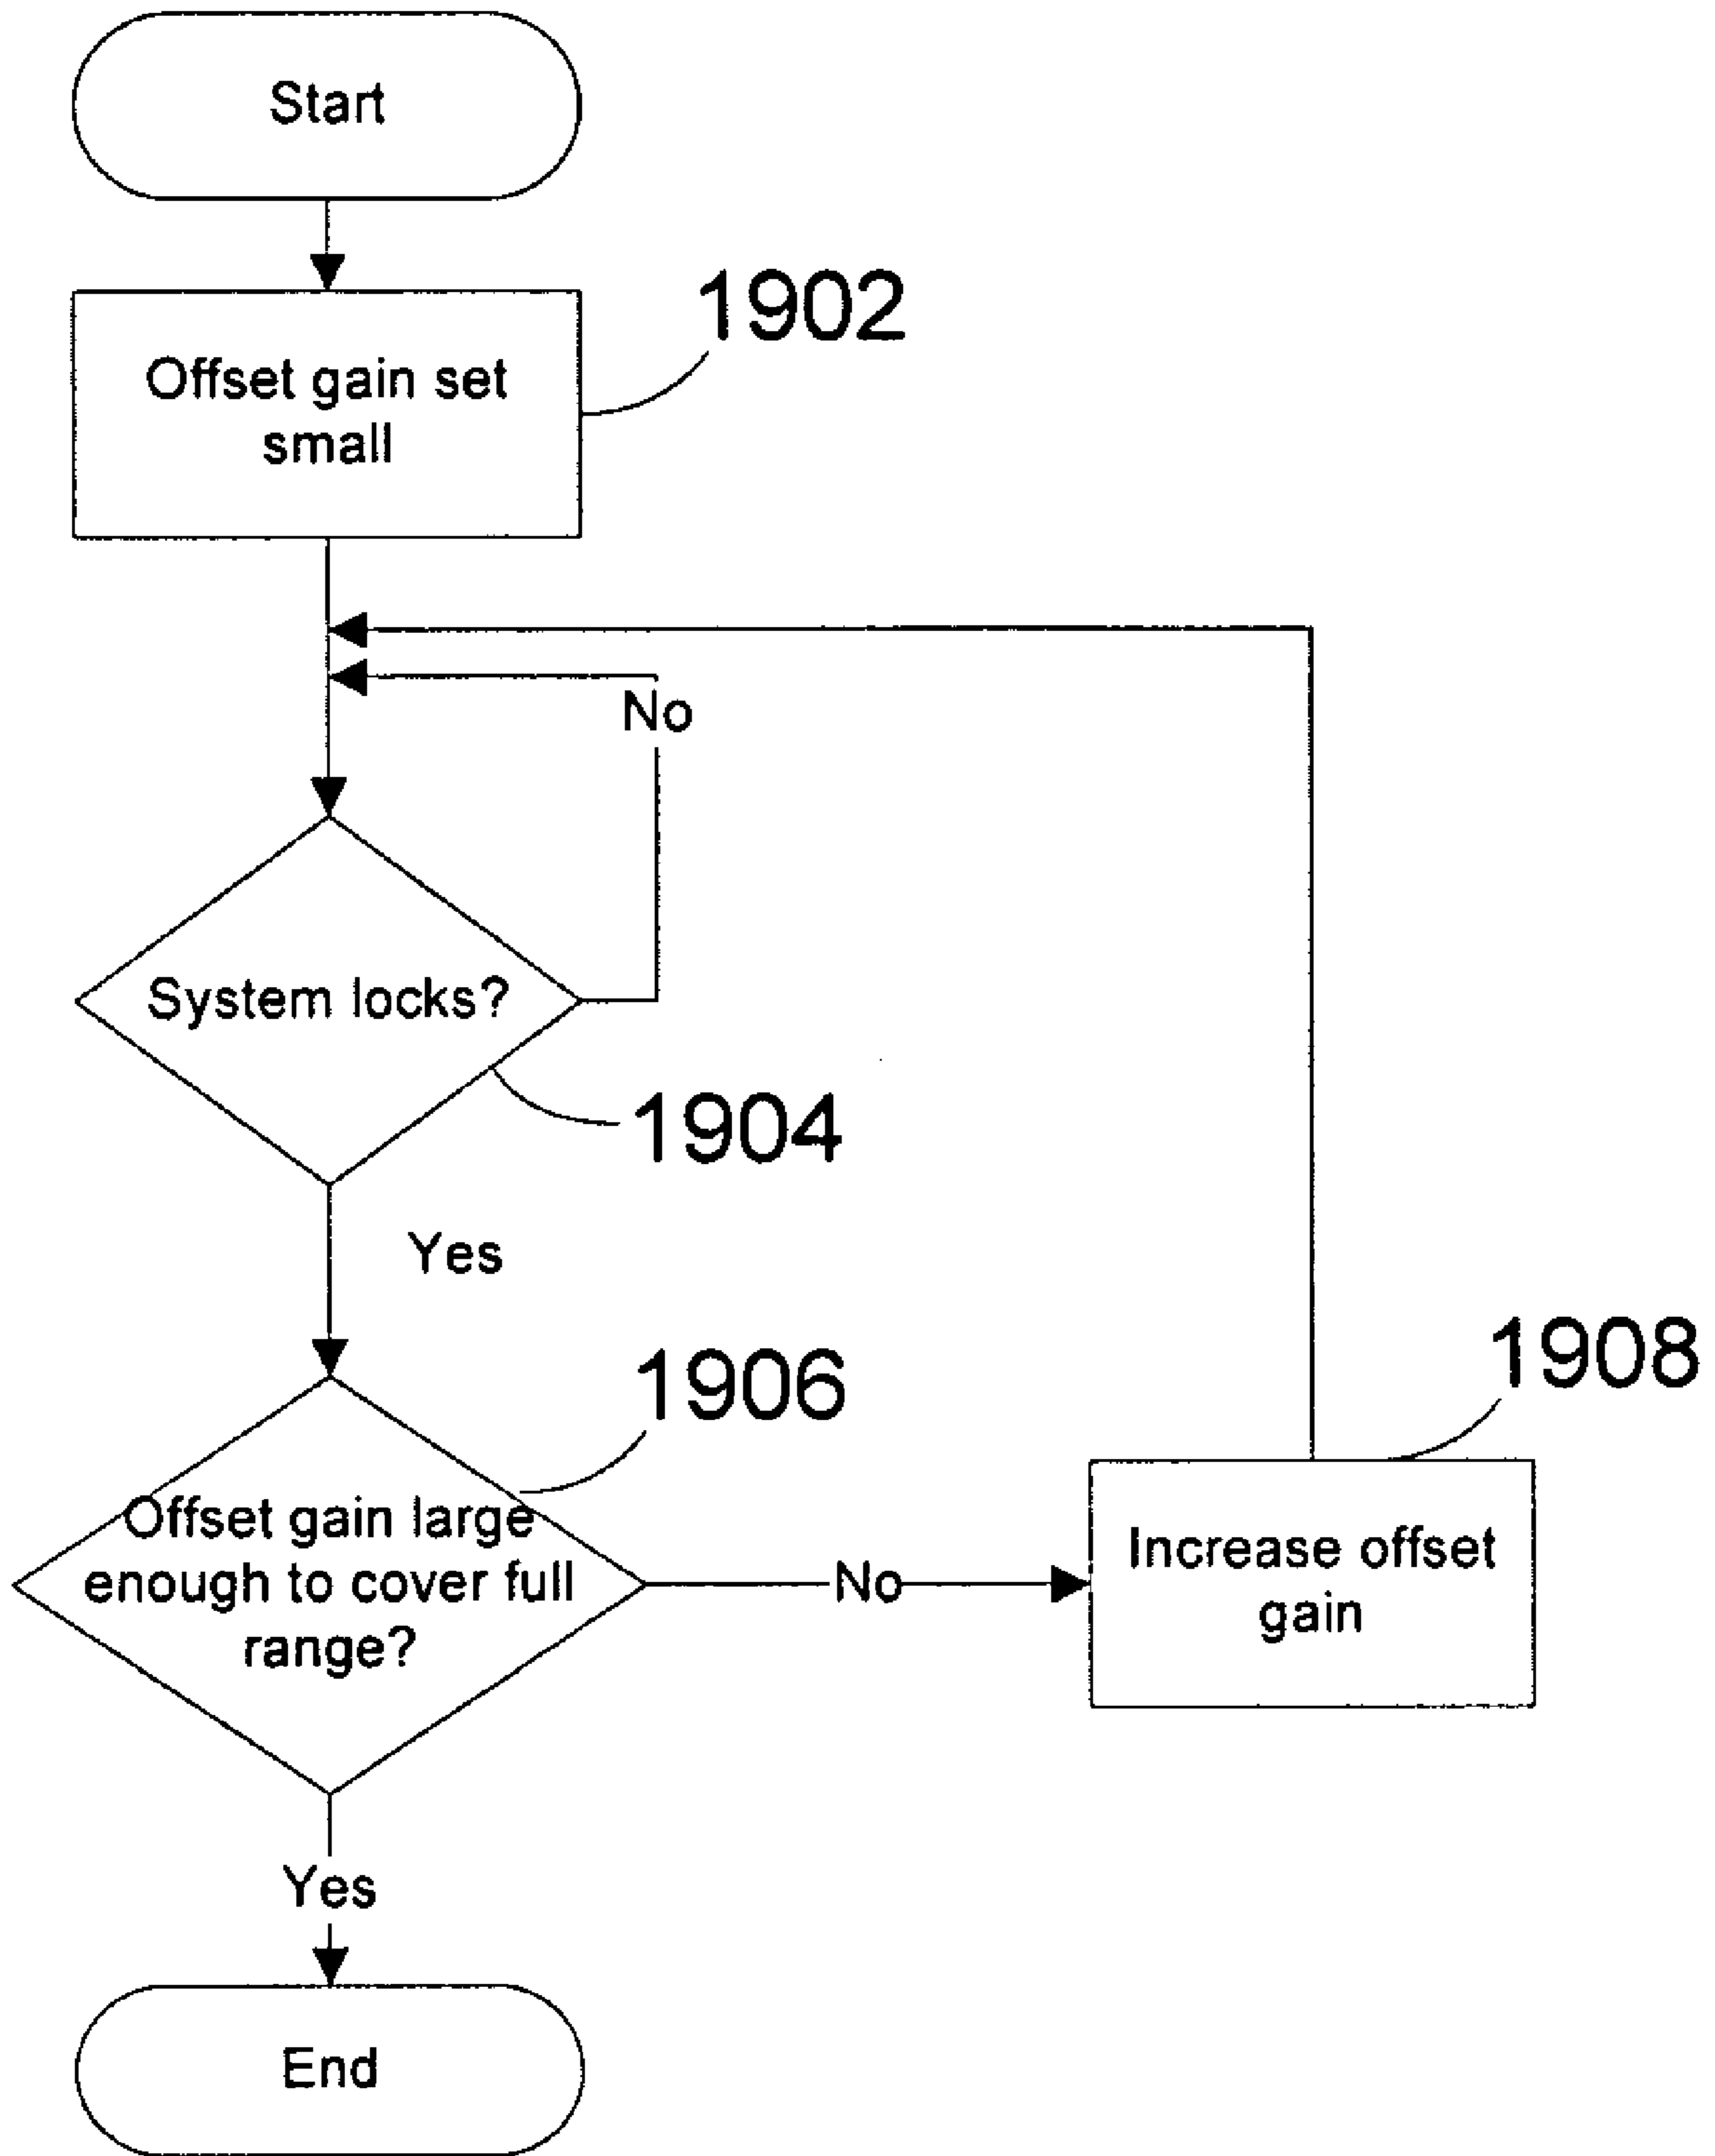 Start
1902
Offset gain set
small
No
System locks?
1904
Yes
1906
1908
Offset gain large
enough to cover full
range?
No
Increase offset
gain
Yes
End